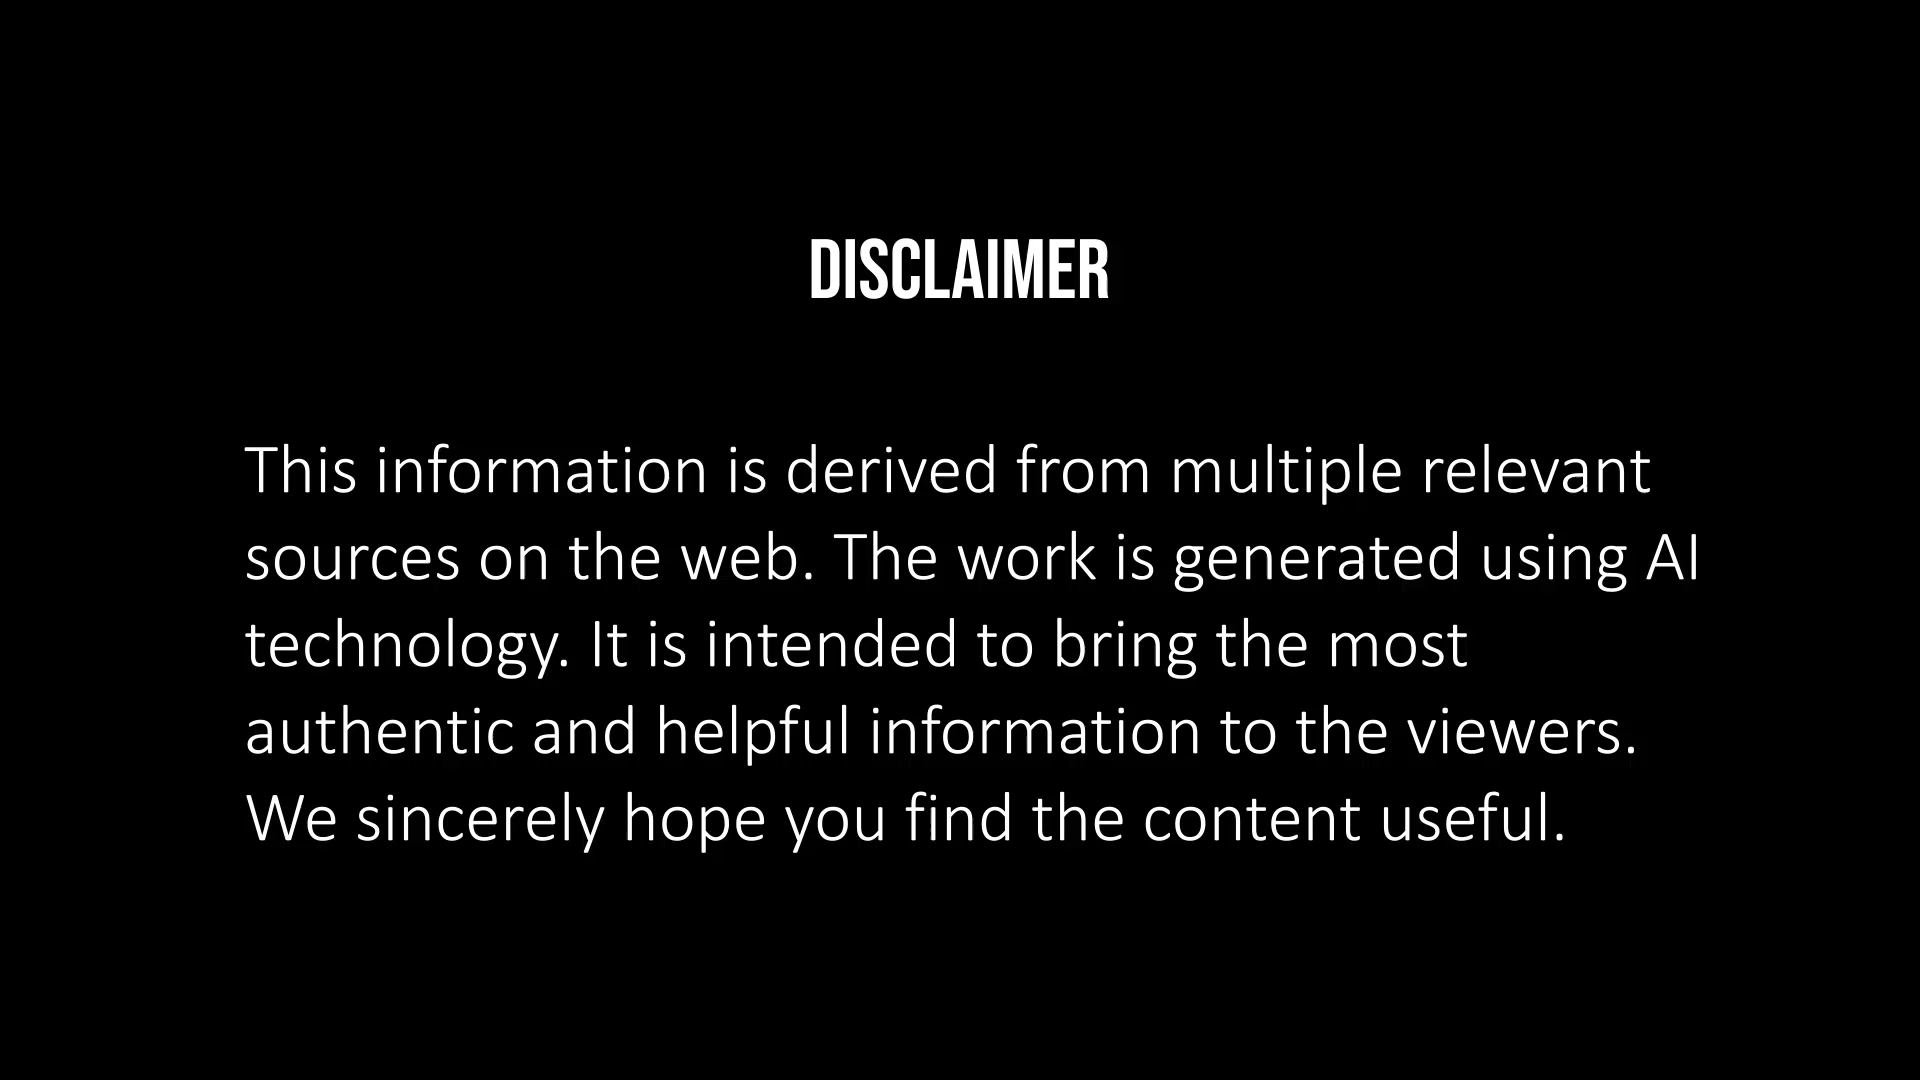 DISCLAIMER
This information is derived from multiple relevant
sources on the web. The work is generated using AI
technology. It is intended to bring the most
authentic and helpful information to the viewers.
We sincerely hope you find the content useful.